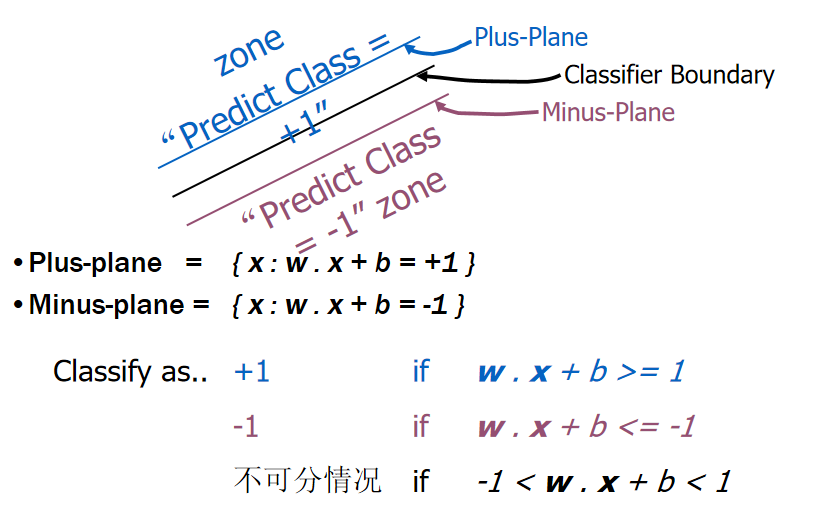 zone
“Predict Class =
+1”
Plus-Plane
Classifier Boundary
Minus-Plane
“Predict Class
= -1” zone
• Plus-plane = { x : w . x + b = +1 }
• Minus-plane = { x : w . x + b = -1 }
Classify as.. +1 if w . x + b >= 1
-1 if w . x + b <= -1
不可分情况 if -1 < w . x + b < 1